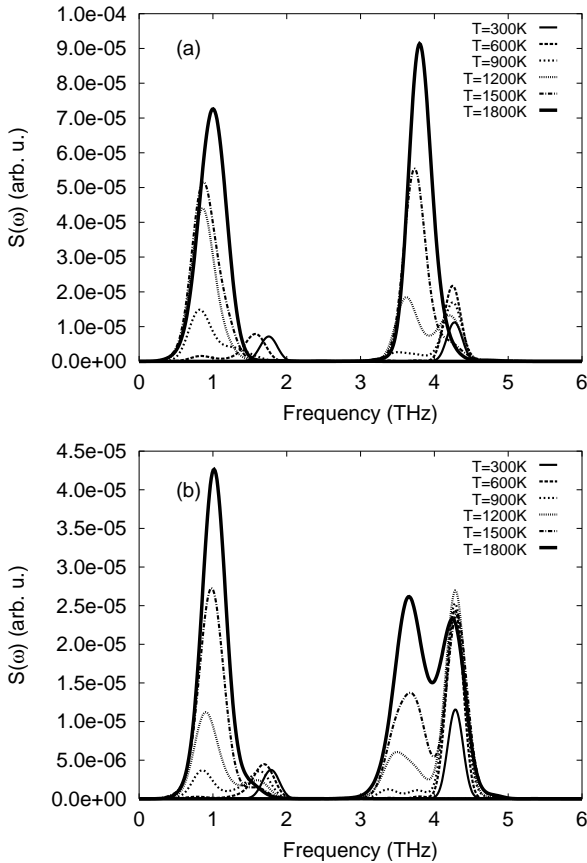 1.0e-04
9.0e-05
8.0e-05
7.0e-05
6.0e-05
5.0e-05
4.0e-05
3.0e-05
2.0e-05
1.0e-05
0.0e+00
S(ω) (arb. u.)
(a)
T=300K
T=600K
T=900K
T=1200K
T=1500K
T=1800K
0 1 2 3 4 5 6
Frequency (THz)
4.5e-05
4.0e-05
3.5e-05
3.0e-05
2.5e-05
2.0e-05
1.5e-05
1.0e-05
5.0e-06
0.0e+00
S(ω) (arb. u.)
(b)
T=300K
T=600K
T=900K
T=1200K
T=1500K
T=1800K
0 1 2 3 4 5 6
Frequency (THz)